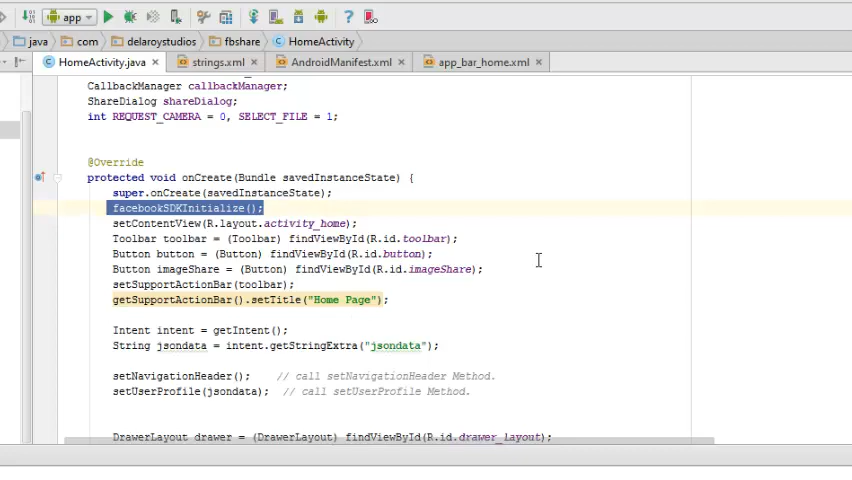 app
java com delaroystudios fbshare HomeActivity
HomeActivity.java strings.xml AndroidManifest.xml app_bar_home.xml
CallbackManager callbackManager;
ShareDialog shareDialog;
int REQUEST_CAMERA = 0, SELECT_FILE = 1;
@Override
protected void onCreate(Bundle savedInstanceState) {
super.onCreate(savedInstanceState);
facebookSDKInitialize();
setContentView(R.layout.activity_home);
Toolbar toolbar = (Toolbar) findViewById(R.id.toolbar);
Button button = (Button) findViewById(R.id.button);
Button imageShare = (Button) findViewById(R.id.imageShare);
setSupportActionBar(toolbar);
getSupportActionBar().setTitle("Home Page");
Intent intent = getIntent();
String jsondata = intent.getStringExtra("jsondata");
setNavigationHeader(); // call setNavigationHeader Method.
setUserProfile(jsondata); // call setUserProfile Method.
DrawerLayout drawer = (DrawerLayout) findViewById(R.id.drawer_layout);